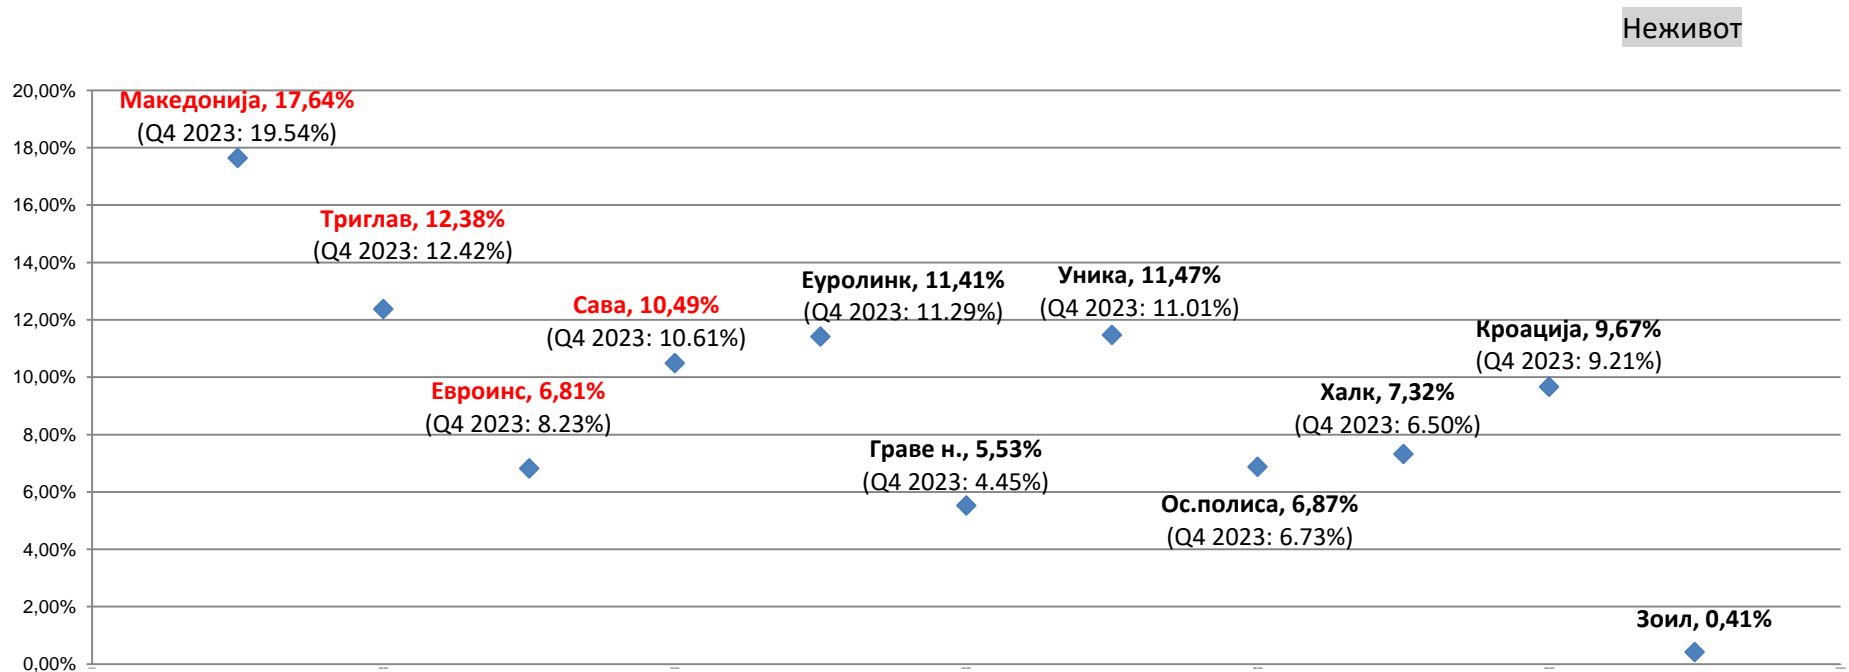 Неживот
20,00%
18,00%
16,00%
14,00%
12,00%
10,00%
8,00%
6,00%
4,00%
2,00%
0,00%
Македонија, 17,64%
(Q4 2023: 19.54%)
Триглав, 12,38%
(Q4 2023: 12.42%)
Евроинс, 6,81%
(Q4 2023: 8.23%)
Сава, 10,49%
(Q4 2023: 10.61%)
Еуролинк, 11,41%
(Q4 2023: 11.29%)
Граве н., 5,53%
(Q4 2023: 4.45%)
Уника, 11,47%
(Q4 2023: 11.01%)
Ос.полиса, 6,87%
(Q4 2023: 6.73%)
Халк, 7,32%
(Q4 2023: 6.50%)
Кроација, 9,67%
(Q4 2023: 9.21%)
Зоил, 0,41%